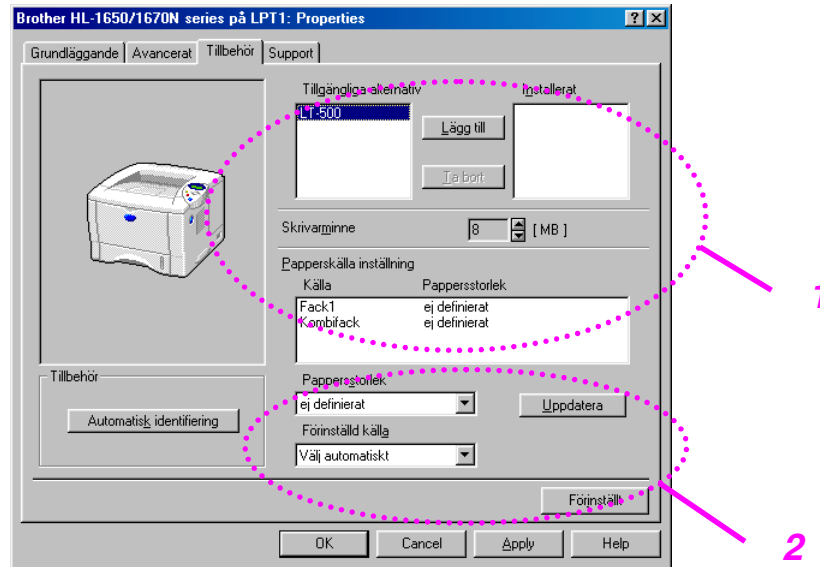 Brother HL-1650/1670N series på LPT1: Properties
Grundläggande Avancerat Tillbehör Support
Tillgängliga alternativ Installerat
LT-500
Lägg till
Ta bort
Skrivarminne 8 [ MB ]
Papperskälla inställning
Källa Pappersstorlek
Fack1 ej definierat
Kombifack ej definierat
1
Tillbehör
Automatisk identifiering
Pappersstorlek
ej definierat Uppdatera
Förinställd källa
Välj automatiskt
Förinställt
OK Cancel Apply Help
2